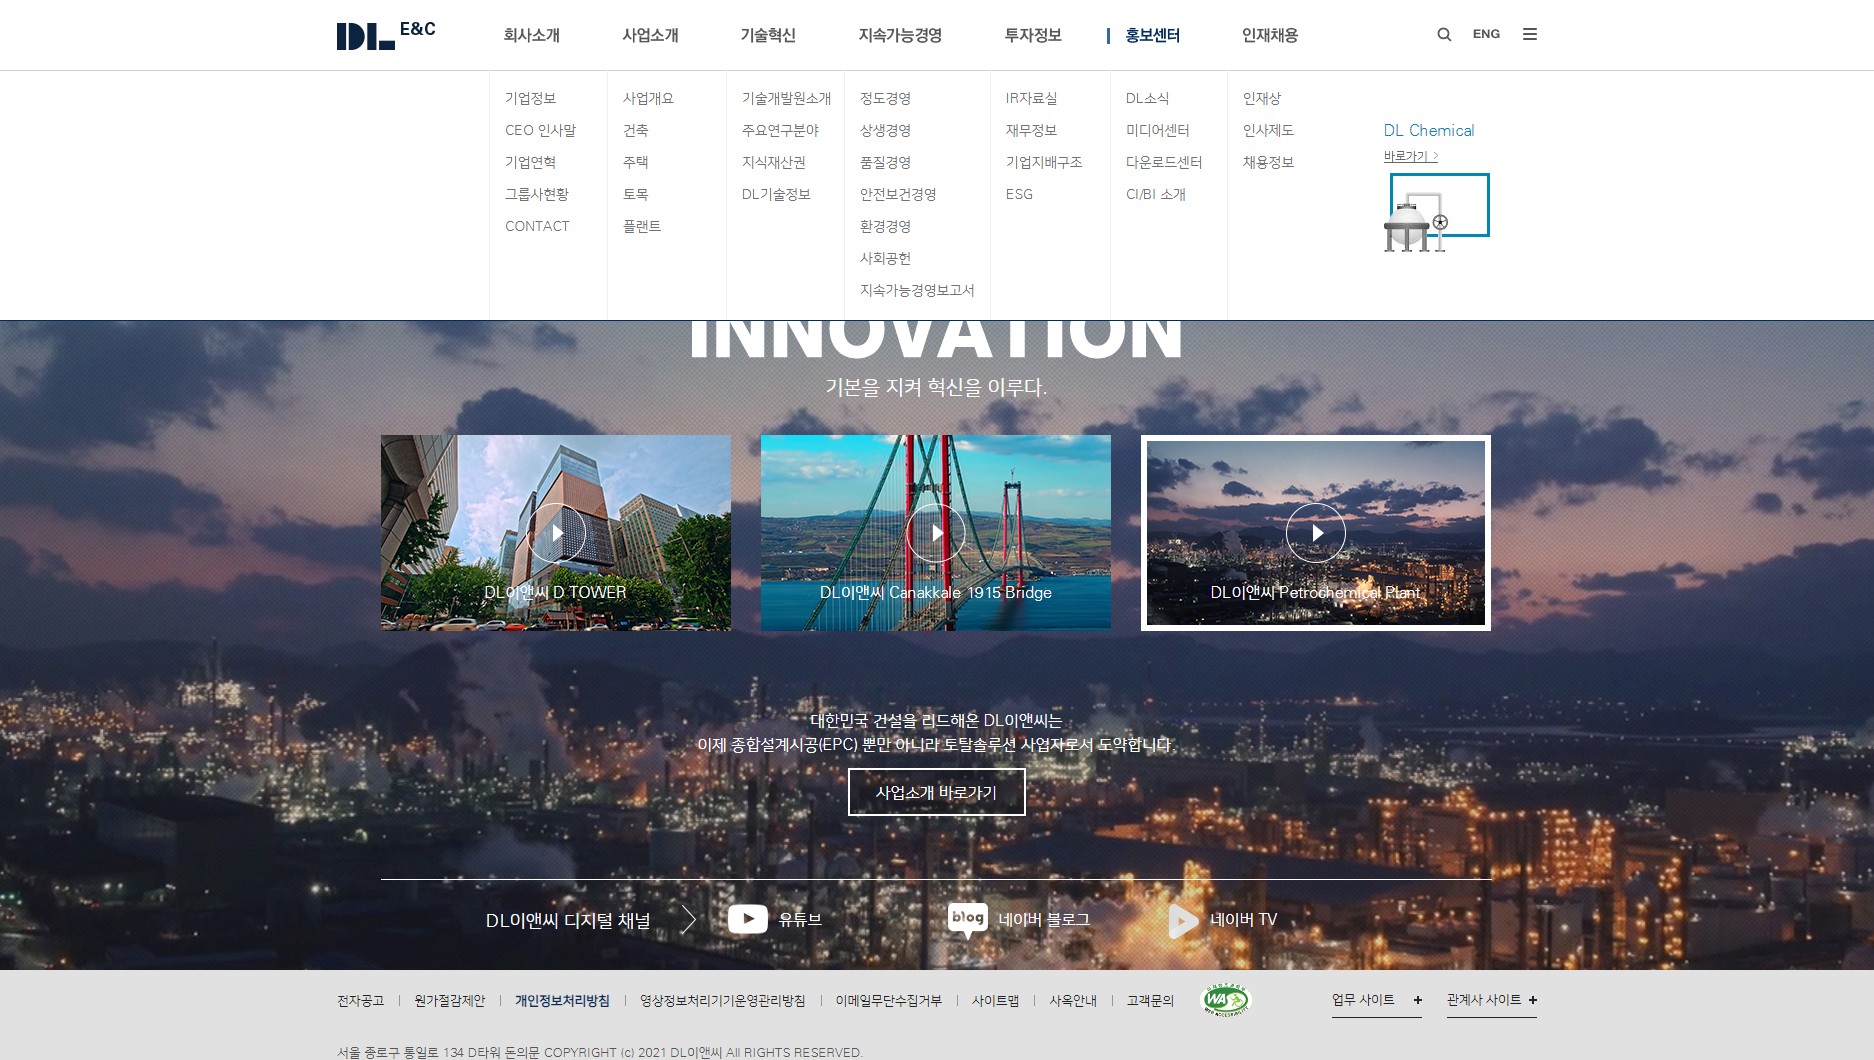 DL E&C
회사소개
사업소개
기술혁신
지속가능경영
투자정보
홍보센터
인재채용
ENG
기업정보
CEO 인사말
기업연혁
그룹사현황
CONTACT
사업개요
건축
주택
토목
플랜트
기술개발원소개
주요연구분야
지식재산권
DL기술정보
정도경영
상생경영
품질경영
안전보건경영
환경경영
사회공헌
지속가능경영보고서
IR자료실
재무정보
기업지배구조
ESG
DL소식
미디어센터
다운로드센터
CI/BI 소개
인재상
인사제도
채용정보
DL Chemical
바로가기 >
INNOVATION
기본을 지켜 혁신을 이루다.
DL이앤씨 D TOWER
DL이앤씨 Canakkale 1915 Bridge
DL이앤씨 Petrochemical Plant
대한민국 건설을 리드해온 DL이앤씨는
이제 종합설계시공(EPC) 뿐만 아니라 토탈솔루션 사업자로서 도약합니다.
사업소개 바로가기
DL이앤씨 디지털 채널
유튜브
blog 네이버 블로그
네이버 TV
전자공고 | 원가절감제안 | 개인정보처리방침 | 영상정보처리기기운영관리방침 | 이메일무단수집거부 | 사이트맵 | 사옥안내 | 고객문의
WA
업무 사이트 +
관계사 사이트 +
서울 종로구 통일로 134 D타워 돈의문 COPYRIGHT (c) 2021 DL이앤씨 All RIGHTS RESERVED.